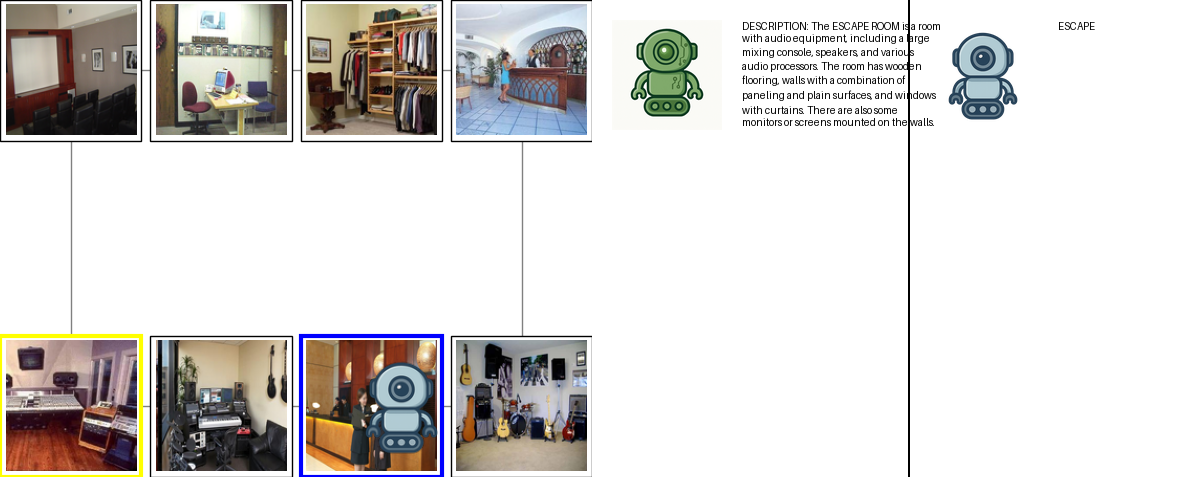 DESCRIPTION: The ESCAPE ROOM is a room
with audio equipment, including a large
mixing console, speakers, and various
audio processors. The room has wooden
flooring, walls with a combination of
paneling and plain surfaces, and windows
with curtains. There are also some
monitors or screens mounted on the walls.
ESCAPE